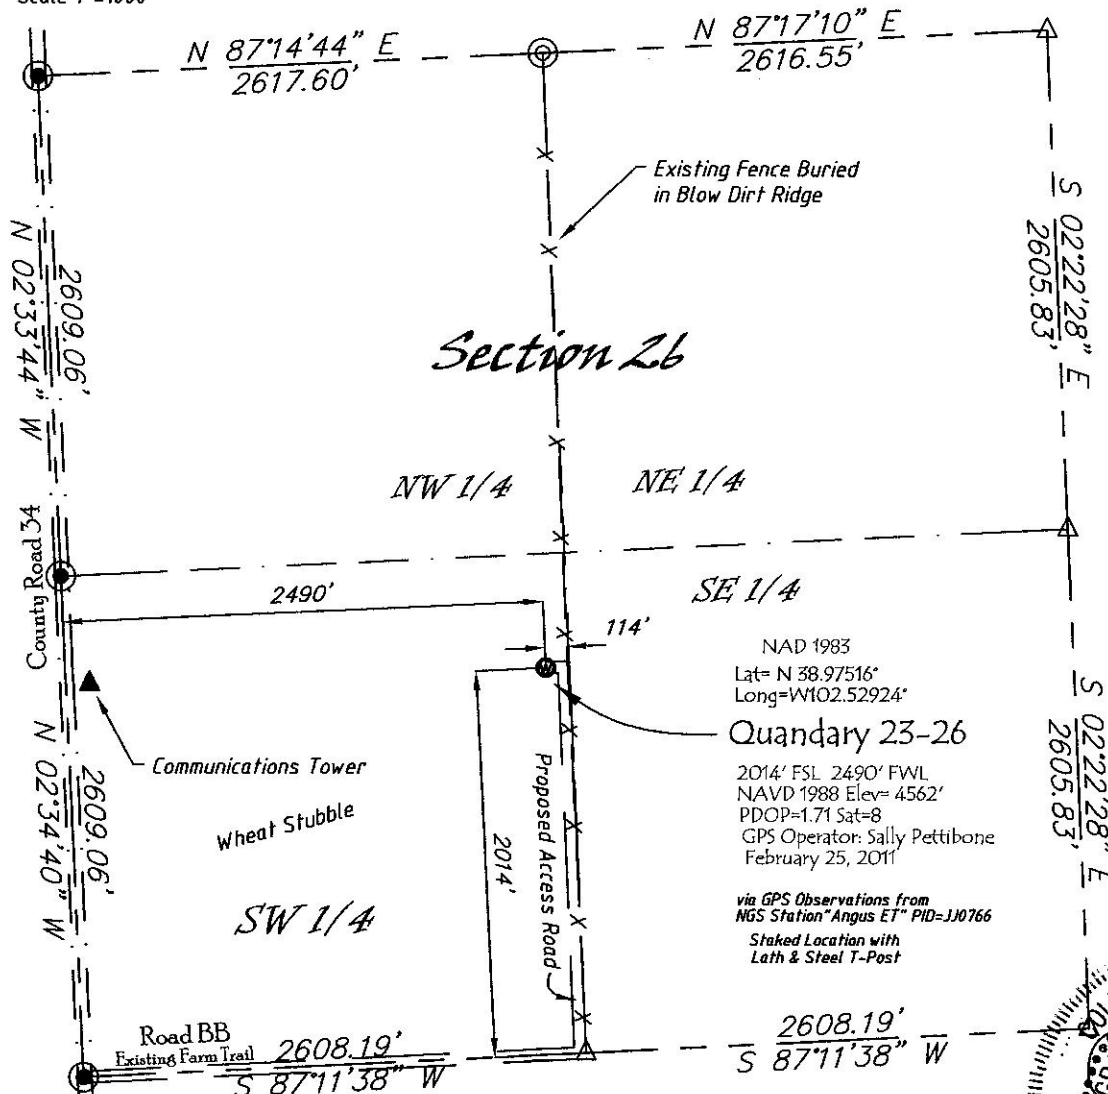 N 87°14'44" E
2617.60'
N 87°17'10" E
2616.55'
Existing Fence Buried
in Blow Dirt Ridge
2609.06'
N 02°33'44" W
S 02°22'28" E
2605.83'
Section 26
NW 1/4
NE 1/4
County Road 34
2490'
SE 1/4
114'
NAD 1983
Lat= N 38.97516°
Long=W102.52924°
Quandary 23-26
2014' FSL 2490' FWL
NAVD 1988 Elev= 4562'
PDOP=1.71 Sat=8
GPS Operator: Sally Pettibone
February 25, 2011
via GPS Observations from
NGS Station "Angus ET" PID=JJ0766
Staked Location with
Lath & Steel T-Post
W
Communications Tower
Wheat Stubble
2609.06'
N 02°34'40" W
SW 1/4
2014'
Proposed Access Road
S 02°22'28" E
2605.83'
Road BB
Existing Farm Trail
2608.19'
S 87°11'38" W
2608.19'
S 87°11'38" W